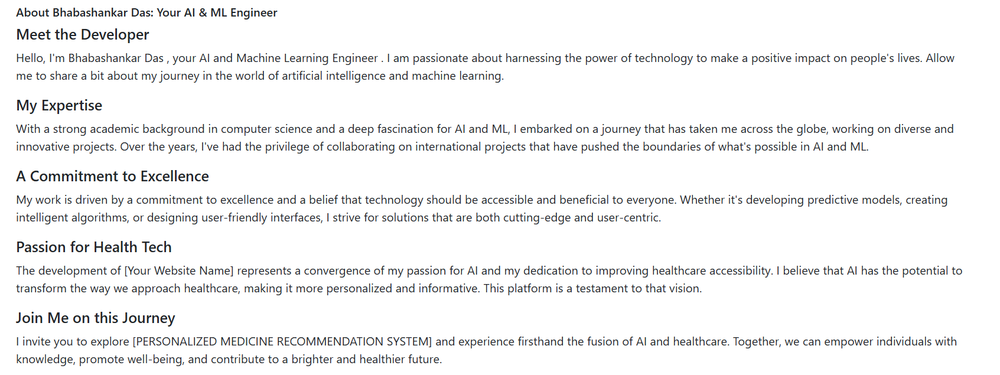 About Bhabashankar Das: Your AI & ML Engineer
Meet the Developer
Hello, I'm Bhabashankar Das , your AI and Machine Learning Engineer . I am passionate about harnessing the power of technology to make a positive impact on people's lives. Allow
me to share a bit about my journey in the world of artificial intelligence and machine learning.
My Expertise
With a strong academic background in computer science and a deep fascination for AI and ML, I embarked on a journey that has taken me across the globe, working on diverse and
innovative projects. Over the years, I've had the privilege of collaborating on international projects that have pushed the boundaries of what's possible in AI and ML.
A Commitment to Excellence
My work is driven by a commitment to excellence and a belief that technology should be accessible and beneficial to everyone. Whether it's developing predictive models, creating
intelligent algorithms, or designing user-friendly interfaces, I strive for solutions that are both cutting-edge and user-centric.
Passion for Health Tech
The development of [Your Website Name] represents a convergence of my passion for AI and my dedication to improving healthcare accessibility. I believe that AI has the potential to
transform the way we approach healthcare, making it more personalized and informative. This platform is a testament to that vision.
Join Me on this Journey
I invite you to explore [PERSONALIZED MEDICINE RECOMMENDATION SYSTEM] and experience firsthand the fusion of AI and healthcare. Together, we can empower individuals with
knowledge, promote well-being, and contribute to a brighter and healthier future.